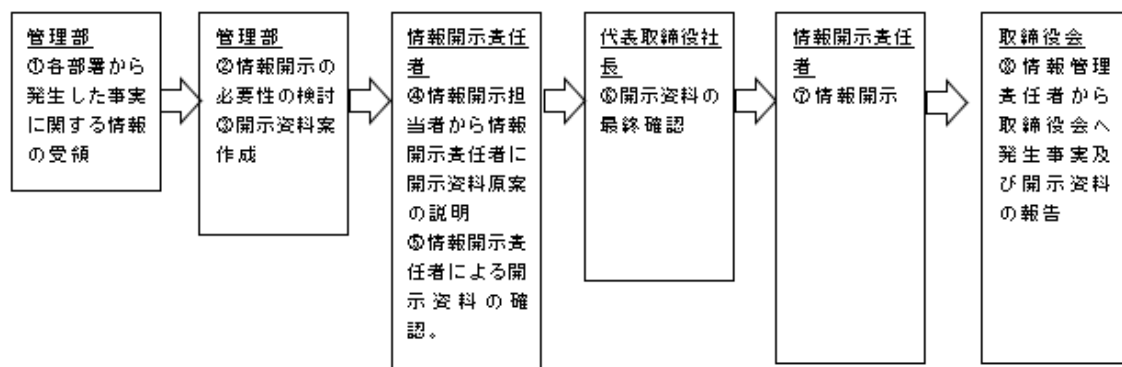 管理部
①各部署から
発生した事実
に関する情報
の受領
管理部
②情報開示の
必要性の検討
③開示資料案
作成
情報開示責任
者
④情報開示担
当者から情報
開示責任者に
開示資料原案
の説明
⑤情報開示責
任者による開
示資料の確
認。
代表取締役社
長
⑥開示資料の
最終確認
情報開示責任
者
⑦情報開示
取締役会
⑧情報管理
責任者から
取締役会へ
発生事実及
び開示資料
の報告